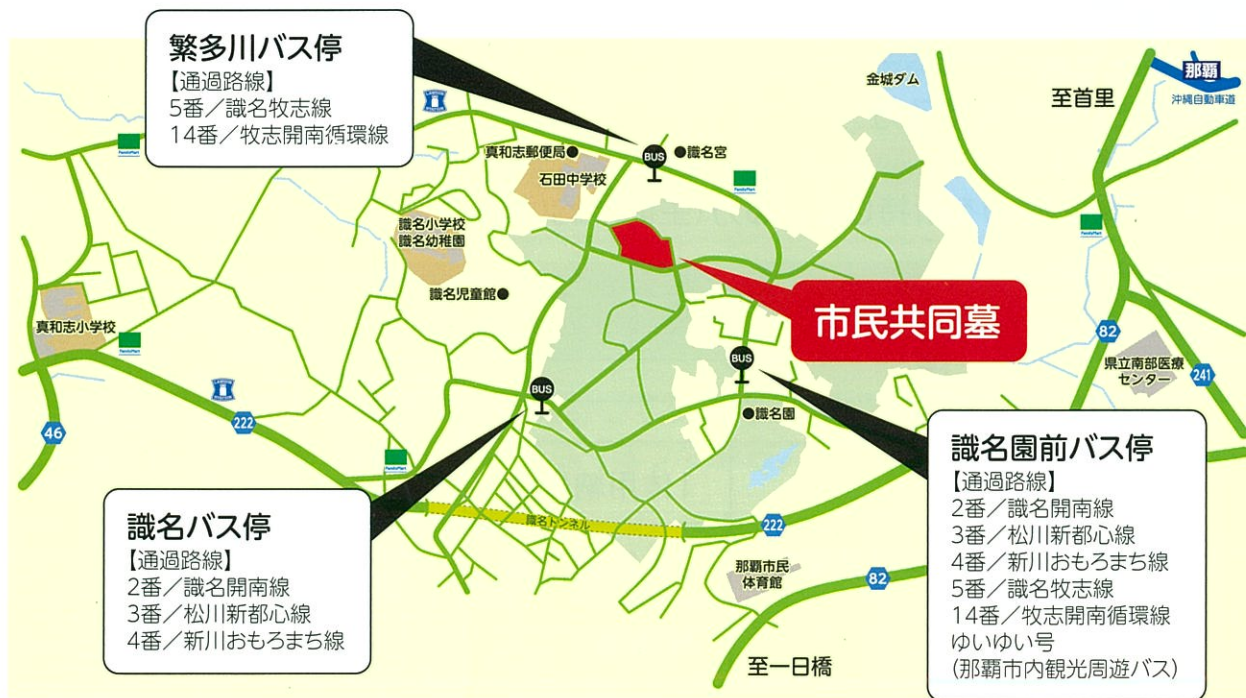 繁多川バス停
【通過路線】
5番／識名牧志線
14番／牧志開南循環線
金城ダム
至首里
那覇
沖縄自動車道
真和志郵便局
石田中学校
BUS
識名宮
FamilyMart
FamilyMart
FamilyMart
識名小学校
識名幼稚園
識名児童館
市民共同墓
真和志小学校
FamilyMart
BUS
BUS
識名園
82
県立南部医療
センター
241
46
222
FamilyMart
識名バス停
【通過路線】
2番／識名開南線
3番／松川新都心線
4番／新川おもろまち線
識名トンネル
222
那覇市民
体育館
82
至一日橋
識名園前バス停
【通過路線】
2番／識名開南線
3番／松川新都心線
4番／新川おもろまち線
5番／識名牧志線
14番／牧志開南循環線
ゆいゆい号
(那覇市内観光周遊バス)